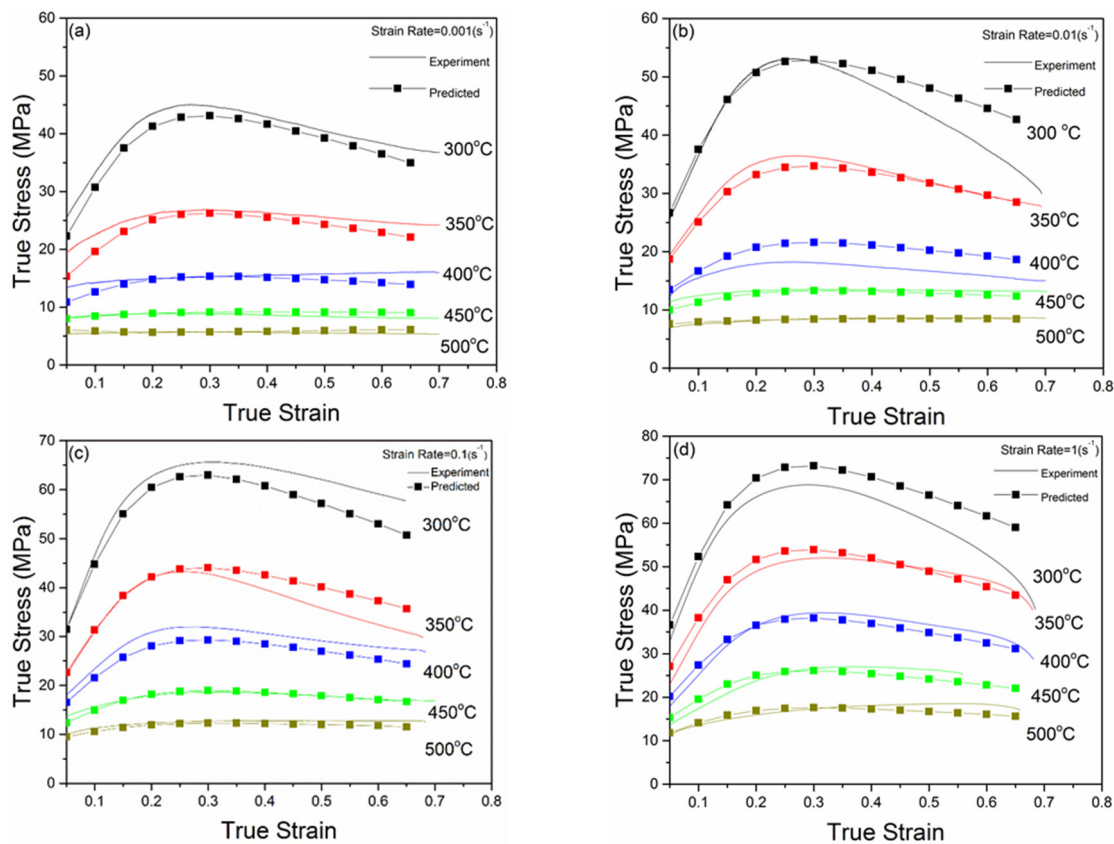 (a)
Strain Rate=0.001(s⁻¹)
Experiment
Predicted
300°C
350°C
400°C
450°C
500°C
True Stress (MPa)
60
50
40
30
20
10
0
0.1 0.2 0.3 0.4 0.5 0.6 0.7 0.8
True Strain
(b)
Strain Rate=0.01(s⁻¹)
Experiment
Predicted
300 °C
350°C
400°C
450°C
500°C
True Stress (MPa)
60
50
40
30
20
10
0
0.1 0.2 0.3 0.4 0.5 0.6 0.7 0.8
True Strain
(c)
Strain Rate=0.1(s⁻¹)
Experiment
Predicted
300°C
350°C
400°C
450°C
500°C
True Stress (MPa)
70
60
50
40
30
20
10
0
0.1 0.2 0.3 0.4 0.5 0.6 0.7 0.8
True Strain
(d)
Strain Rate=1(s⁻¹)
Experiment
Predicted
300°C
350°C
400°C
450°C
500°C
True Stress (MPa)
80
70
60
50
40
30
20
10
0
0.1 0.2 0.3 0.4 0.5 0.6 0.7 0.8
True Strain